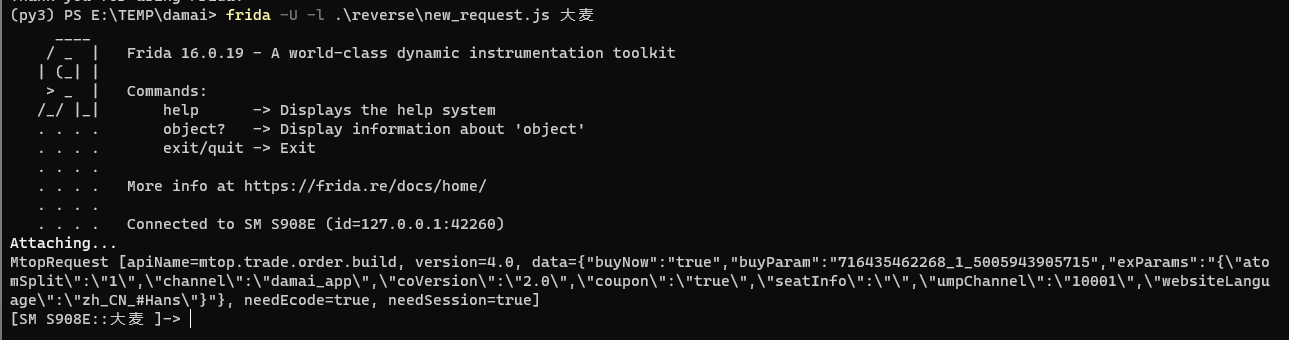 (py3) PS E:\TEMP\damai> frida -U -l .\reverse\new_request.js 大麦
     ____
    / _  |   Frida 16.0.19 - A world-class dynamic instrumentation toolkit
   | (_| |
    > _  |   Commands:
   /_/ |_|       help      -> Displays the help system
   . . . .       object?   -> Display information about 'object'
   . . . .       exit/quit -> Exit
   . . . .
   . . . .   More info at https://frida.re/docs/home/
   . . . .
   . . . .   Connected to SM S908E (id=127.0.0.1:42260)
Attaching...
MtopRequest [apiName=mtop.trade.order.build, version=4.0, data={"buyNow":"true","buyParam":"716435462268_1_5005943905715","exParams":"{\"ato
mSplit\":\"1\",\"channel\":\"damai_app\",\"coVersion\":\"2.0\",\"coupon\":\"true\",\"seatInfo\":\"\",\"umpChannel\":\"10001\",\"websiteLangu
age\":\"zh_CN_#Hans\"}"}, needEcode=true, needSession=true]
[SM S908E::大麦 ]->